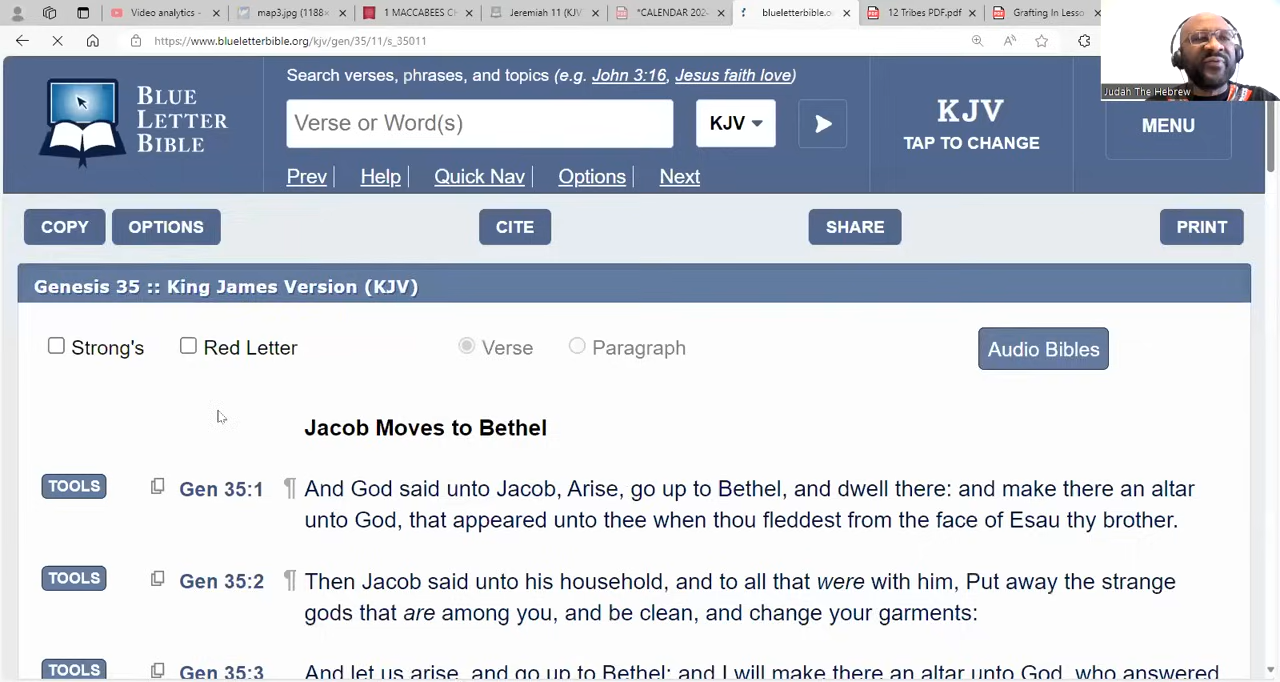 Video analytics -
map3.jpg (1188×
1 MACCABEES CH
Jeremiah 11 (KJV
*CALENDAR 202
blueletterbible.o
12 Tribes PDF.pdf
Grafting In Lesso
https://www.blueletterbible.org/kjv/gen/35/11/s_35011
Judah The Hebrew
BLUE
LETTER
BIBLE
Search verses, phrases, and topics (e.g. John 3:16, Jesus faith love)
Verse or Word(s)
KJV
KJV
TAP TO CHANGE
MENU
Prev
Help
Quick Nav
Options
Next
COPY
OPTIONS
CITE
SHARE
PRINT
Genesis 35 :: King James Version (KJV)
Strong's
Red Letter
Verse
Paragraph
Audio Bibles
Jacob Moves to Bethel
TOOLS Gen 35:1 ¶ And God said unto Jacob, Arise, go up to Bethel, and dwell there: and make there an altar
unto God, that appeared unto thee when thou fleddest from the face of Esau thy brother.
TOOLS Gen 35:2 ¶ Then Jacob said unto his household, and to all that were with him, Put away the strange
gods that are among you, and be clean, and change your garments:
TOOLS Gen 35:3 And let us arise, and go up to Bethel; and I will make there an altar unto God, who answered